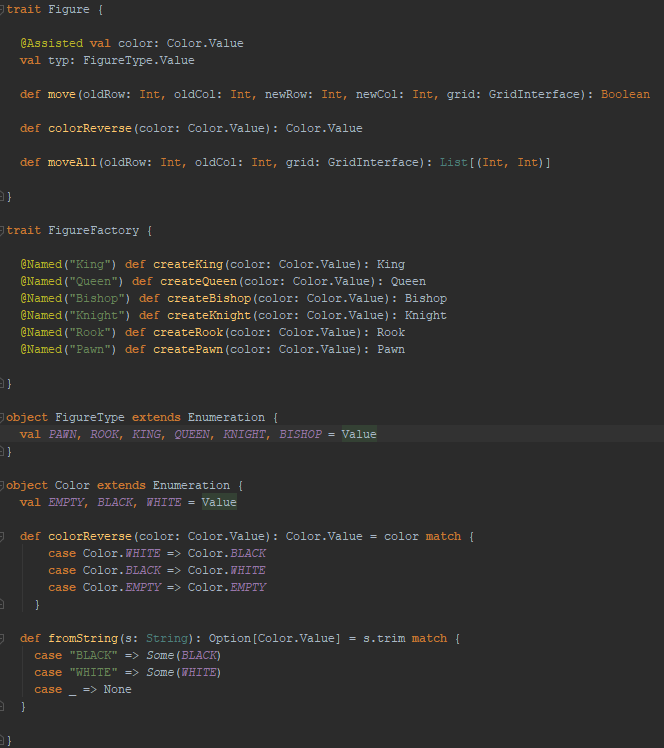 trait Figure {
@Assisted val color: Color.Value
val typ: FigureType.Value
def move(oldRow: Int, oldCol: Int, newRow: Int, newCol: Int, grid: GridInterface): Boolean
def colorReverse(color: Color.Value): Color.Value
def moveAll(oldRow: Int, oldCol: Int, grid: GridInterface): List[(Int, Int)]
}
trait FigureFactory {
@Named("King") def createKing(color: Color.Value): King
@Named("Queen") def createQueen(color: Color.Value): Queen
@Named("Bishop") def createBishop(color: Color.Value): Bishop
@Named("Knight") def createKnight(color: Color.Value): Knight
@Named("Rook") def createRook(color: Color.Value): Rook
@Named("Pawn") def createPawn(color: Color.Value): Pawn
}
object FigureType extends Enumeration {
val PAWN, ROOK, KING, QUEEN, KNIGHT, BISHOP = Value
}
object Color extends Enumeration {
val EMPTY, BLACK, WHITE = Value
def colorReverse(color: Color.Value): Color.Value = color match {
case Color.WHITE => Color.BLACK
case Color.BLACK => Color.WHITE
case Color.EMPTY => Color.EMPTY
}
def fromString(s: String): Option[Color.Value] = s.trim match {
case "BLACK" => Some(BLACK)
case "WHITE" => Some(WHITE)
case _ => None
}
}